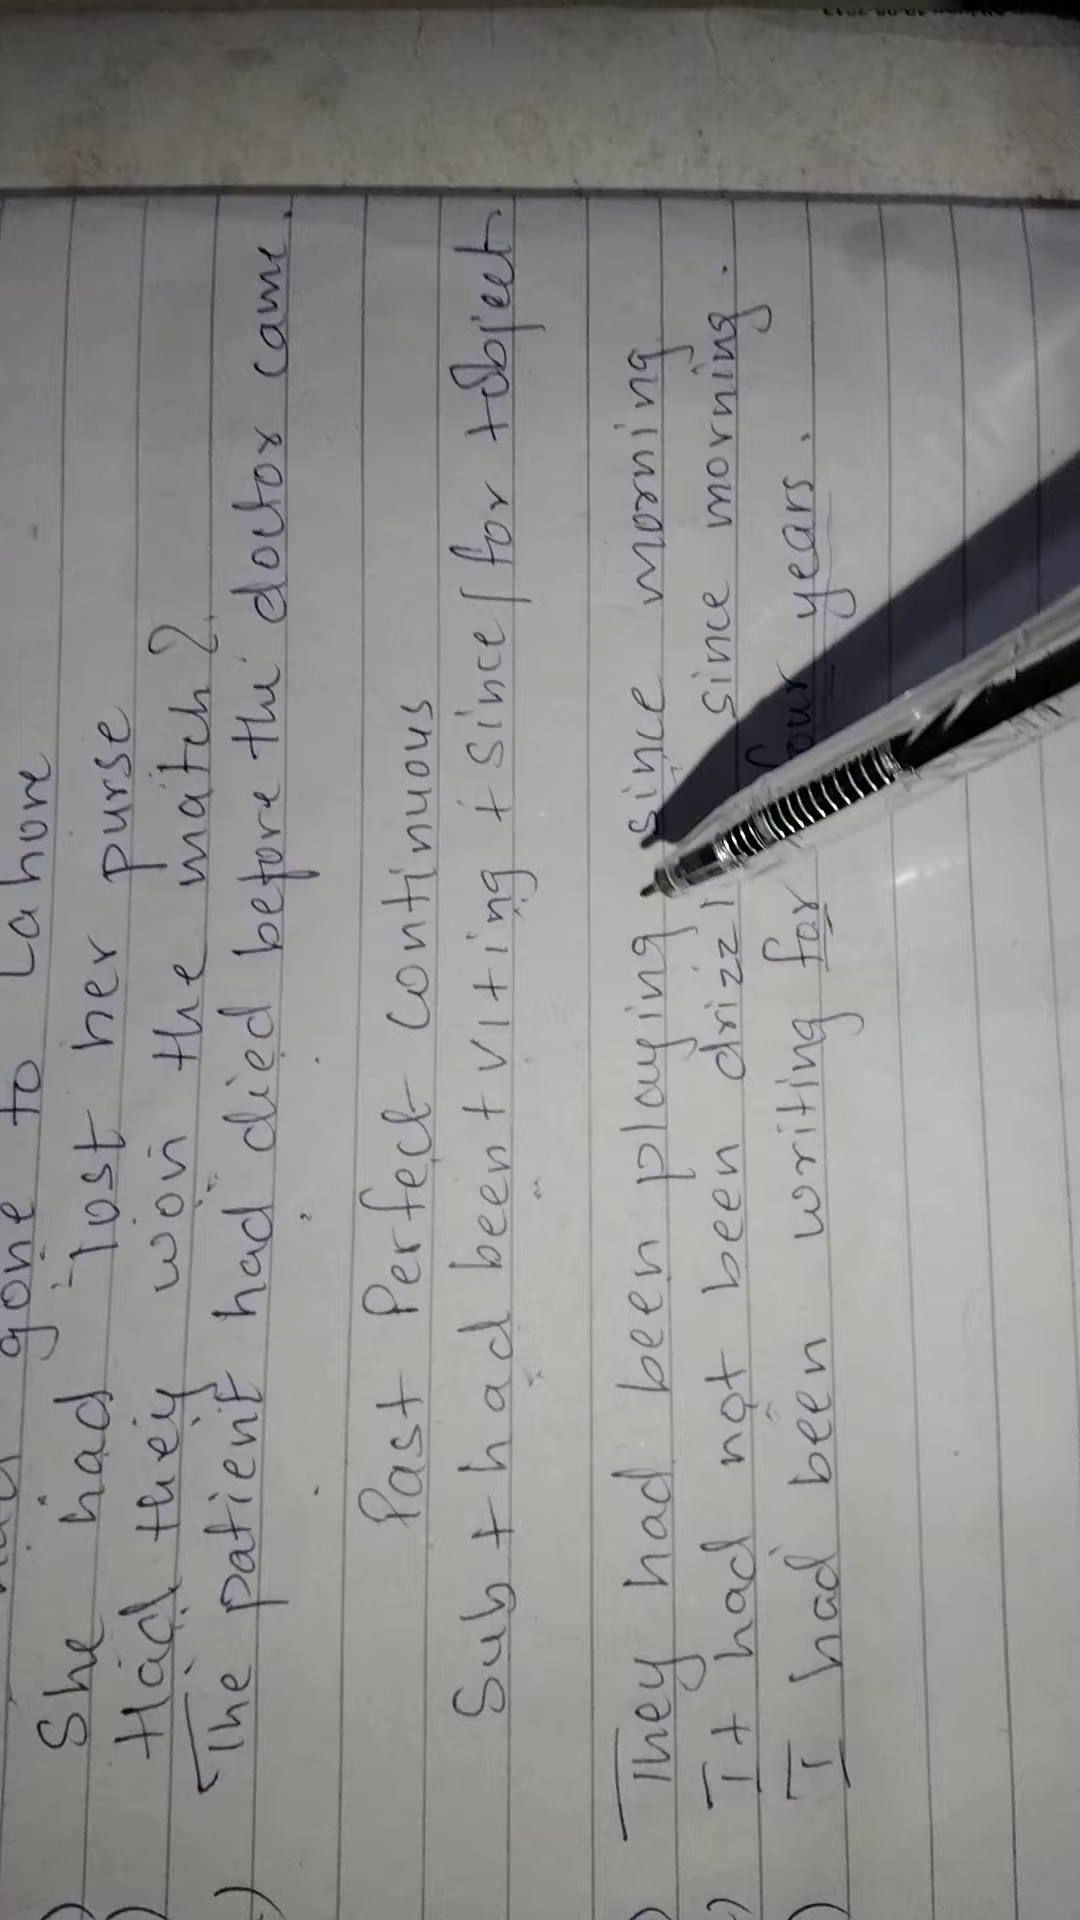 gone to Lahore
She had lost her purse
Had they won the match?
The patient had died before the doctor came.
Past Perfect Continuous
Sub + had been + V1 + ing + since/for + object.
They had been playing since morning
It had not been drizzl since morning.
I had been writing for four years.